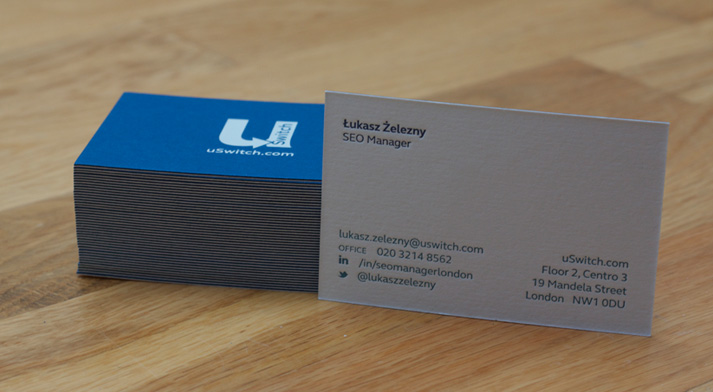 uSwitch
uSwitch.com
Łukasz Żelezny
SEO Manager
lukasz.zelezny@uswitch.com
OFFICE 020 3214 8562
in /in/seomanagerlondon
@lukaszzelezny
uSwitch.com
Floor 2, Centro 3
19 Mandela Street
London NW1 0DU